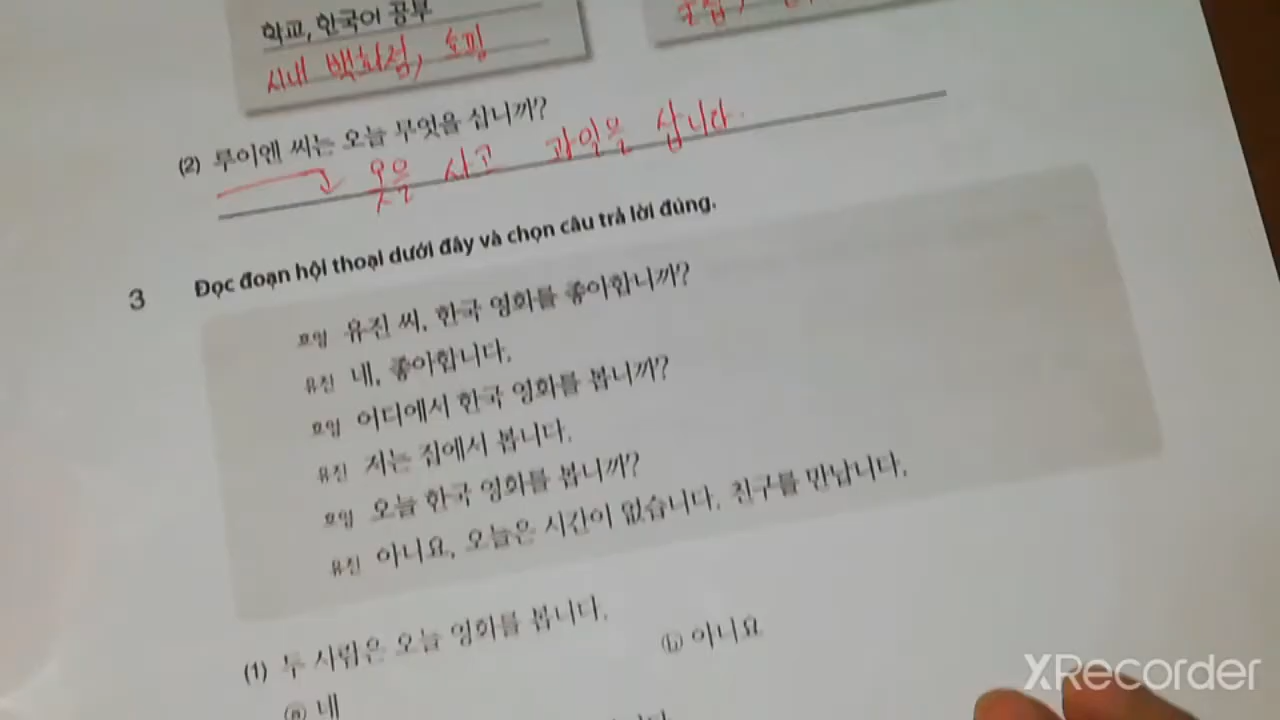 학교, 한국어 공부
시내 백화점, 쇼핑
(2) 루이엔 씨는 오늘 무엇을 삽니까?
옷을 사고 과일을 삽니다.
3 Đọc đoạn hội thoại dưới đây và chọn câu trả lời đúng.
흐엉 유진 씨, 한국 영화를 좋아합니까?
유진 네, 좋아합니다.
흐엉 어디에서 한국 영화를 봅니까?
유진 저는 집에서 봅니다.
흐엉 오늘 한국 영화를 봅니까?
유진 아니요, 오늘은 시간이 없습니다. 친구를 만납니다.
(1) 두 사람은 오늘 영화를 봅니다.
ⓐ 네 ⓑ 아니요
XRecorder